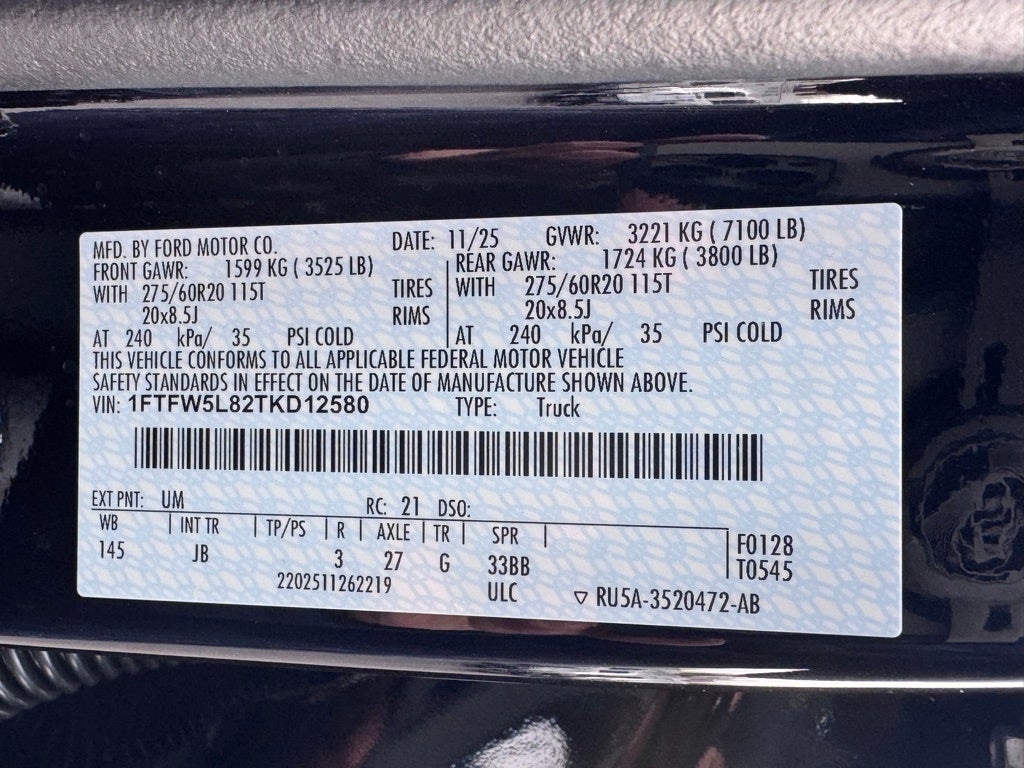 MFD. BY FORD MOTOR CO. DATE: 11/25 GVWR: 3221 KG ( 7100 LB)
FRONT GAWR: 1599 KG ( 3525 LB) REAR GAWR: 1724 KG ( 3800 LB)
WITH 275/60R20 115T TIRES WITH 275/60R20 115T TIRES
20x8.5J RIMS 20x8.5J RIMS
AT 240 kPa/ 35 PSI COLD AT 240 kPa/ 35 PSI COLD
THIS VEHICLE CONFORMS TO ALL APPLICABLE FEDERAL MOTOR VEHICLE
SAFETY STANDARDS IN EFFECT ON THE DATE OF MANUFACTURE SHOWN ABOVE.
VIN: 1FTFW5L82TKD12580 TYPE: Truck
EXT PNT: UM RC: 21 DSO:
WB | INT TR | TP/PS | R | AXLE | TR | SPR | F0128
145 JB 3 27 G 33BB T0545
2202511262219 ULC ▽ RU5A-3520472-AB